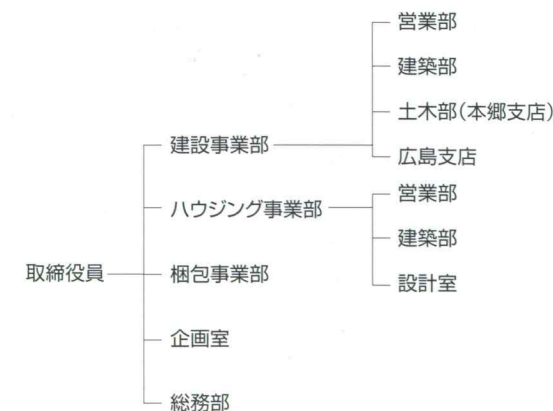 取締役員
建設事業部
営業部
建築部
土木部(本郷支店)
広島支店
ハウジング事業部
営業部
建築部
設計室
梱包事業部
企画室
総務部